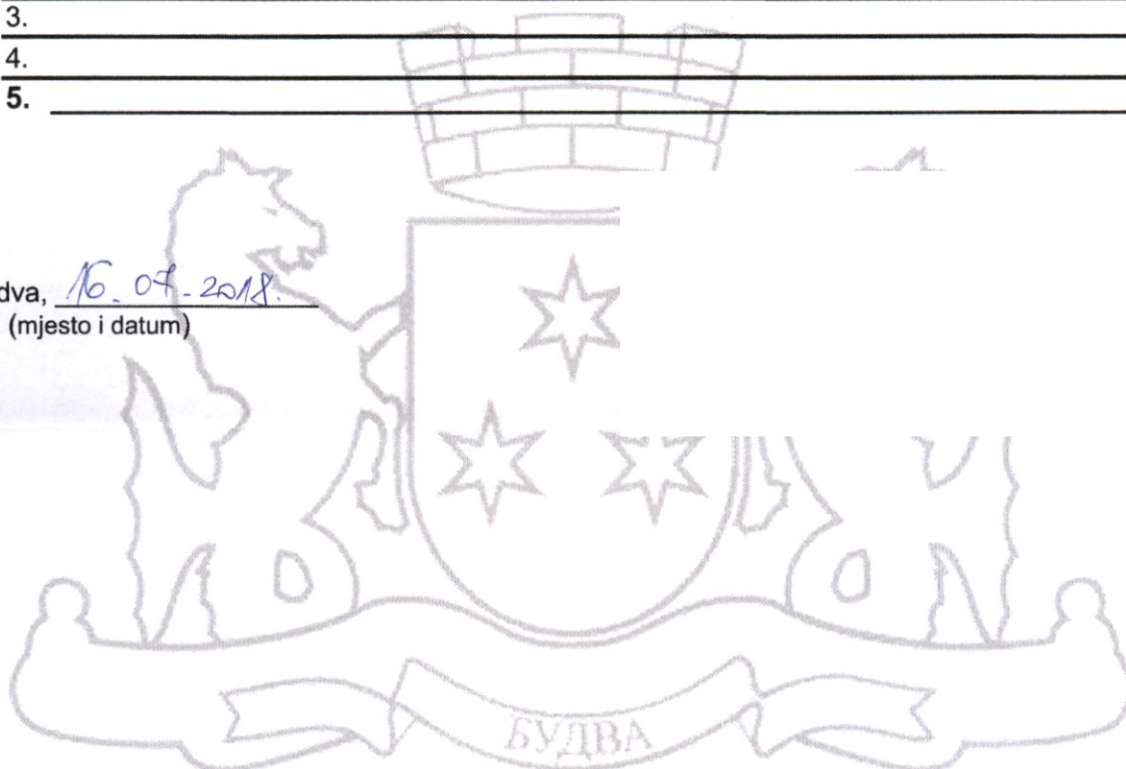 3.
4.
5.
dva, 16. 07 - 2018.
(mjesto i datum)
БУДВА